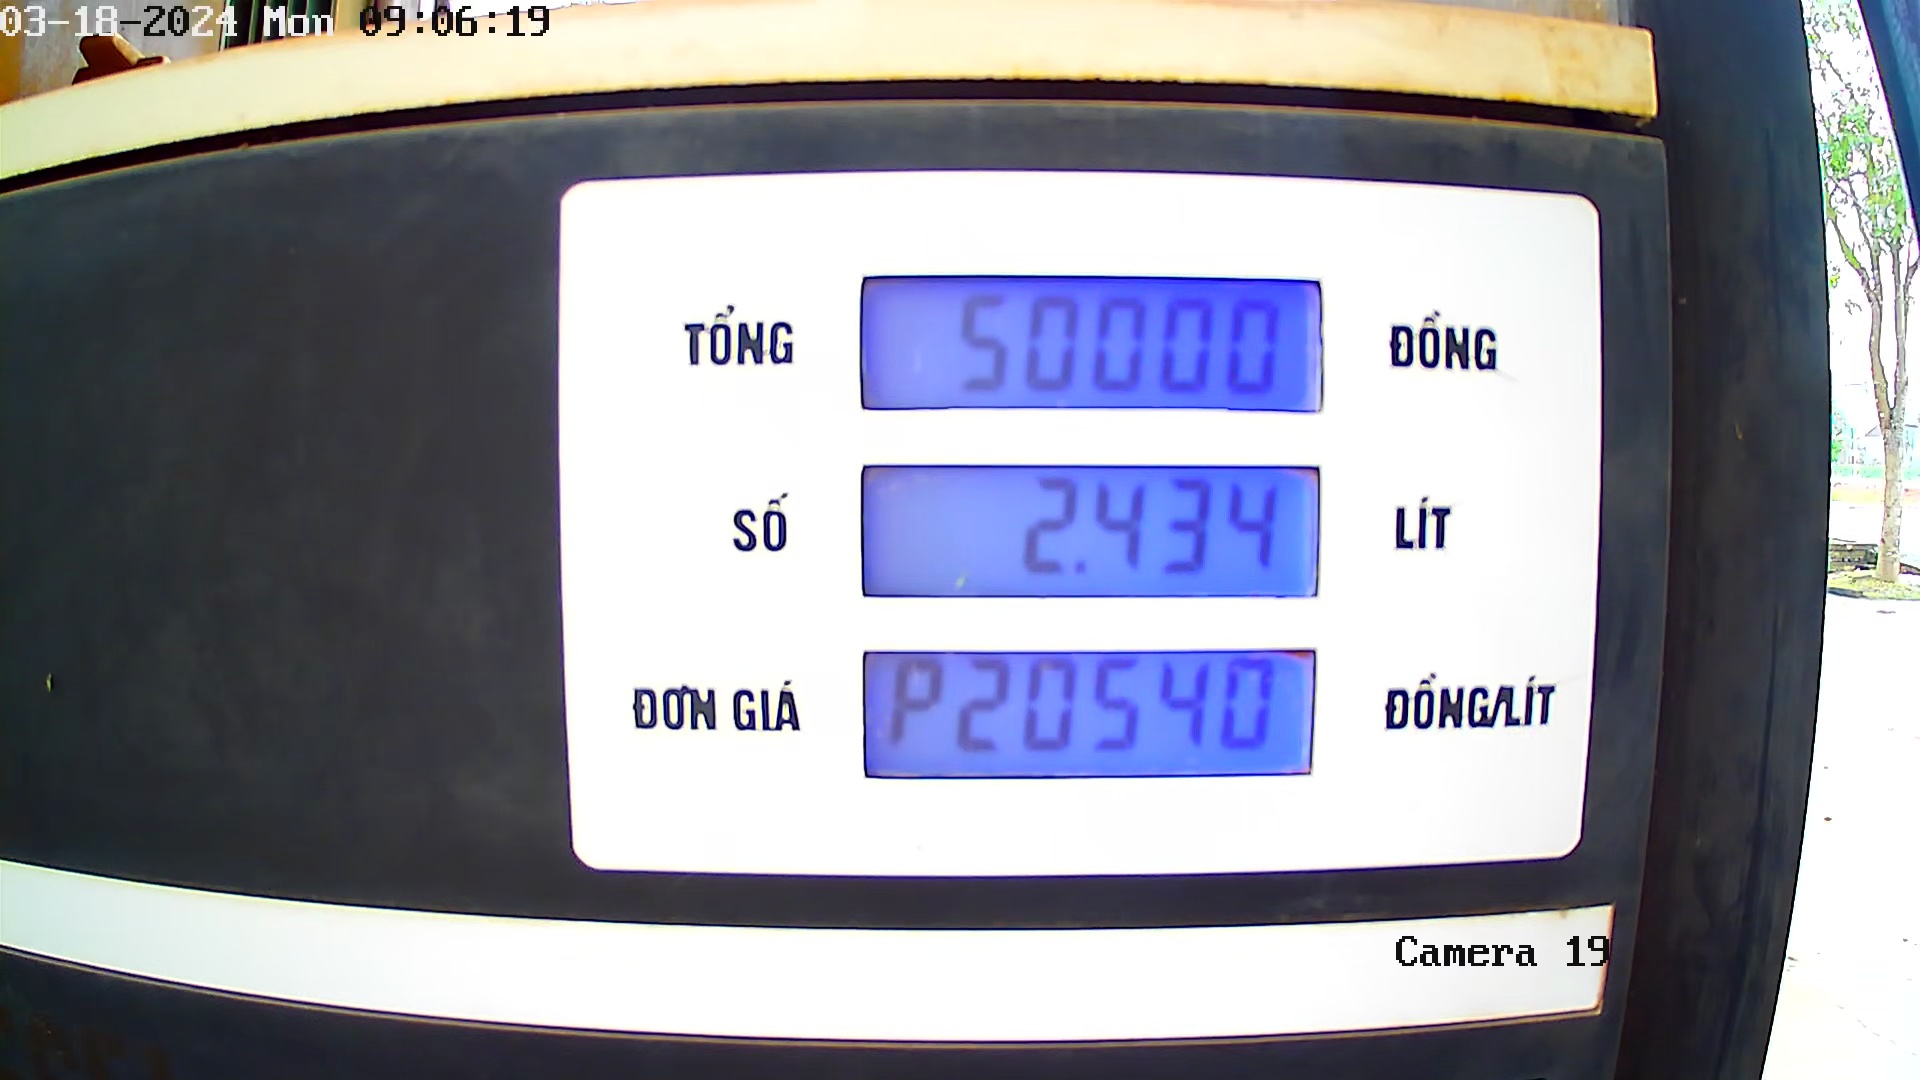 03-18-2024 Mon 09:06:19
TỔNG 50000 ĐỒNG
SỐ 2.434 LÍT
ĐƠN GIÁ P20540 ĐỒNG/LÍT
Camera 19